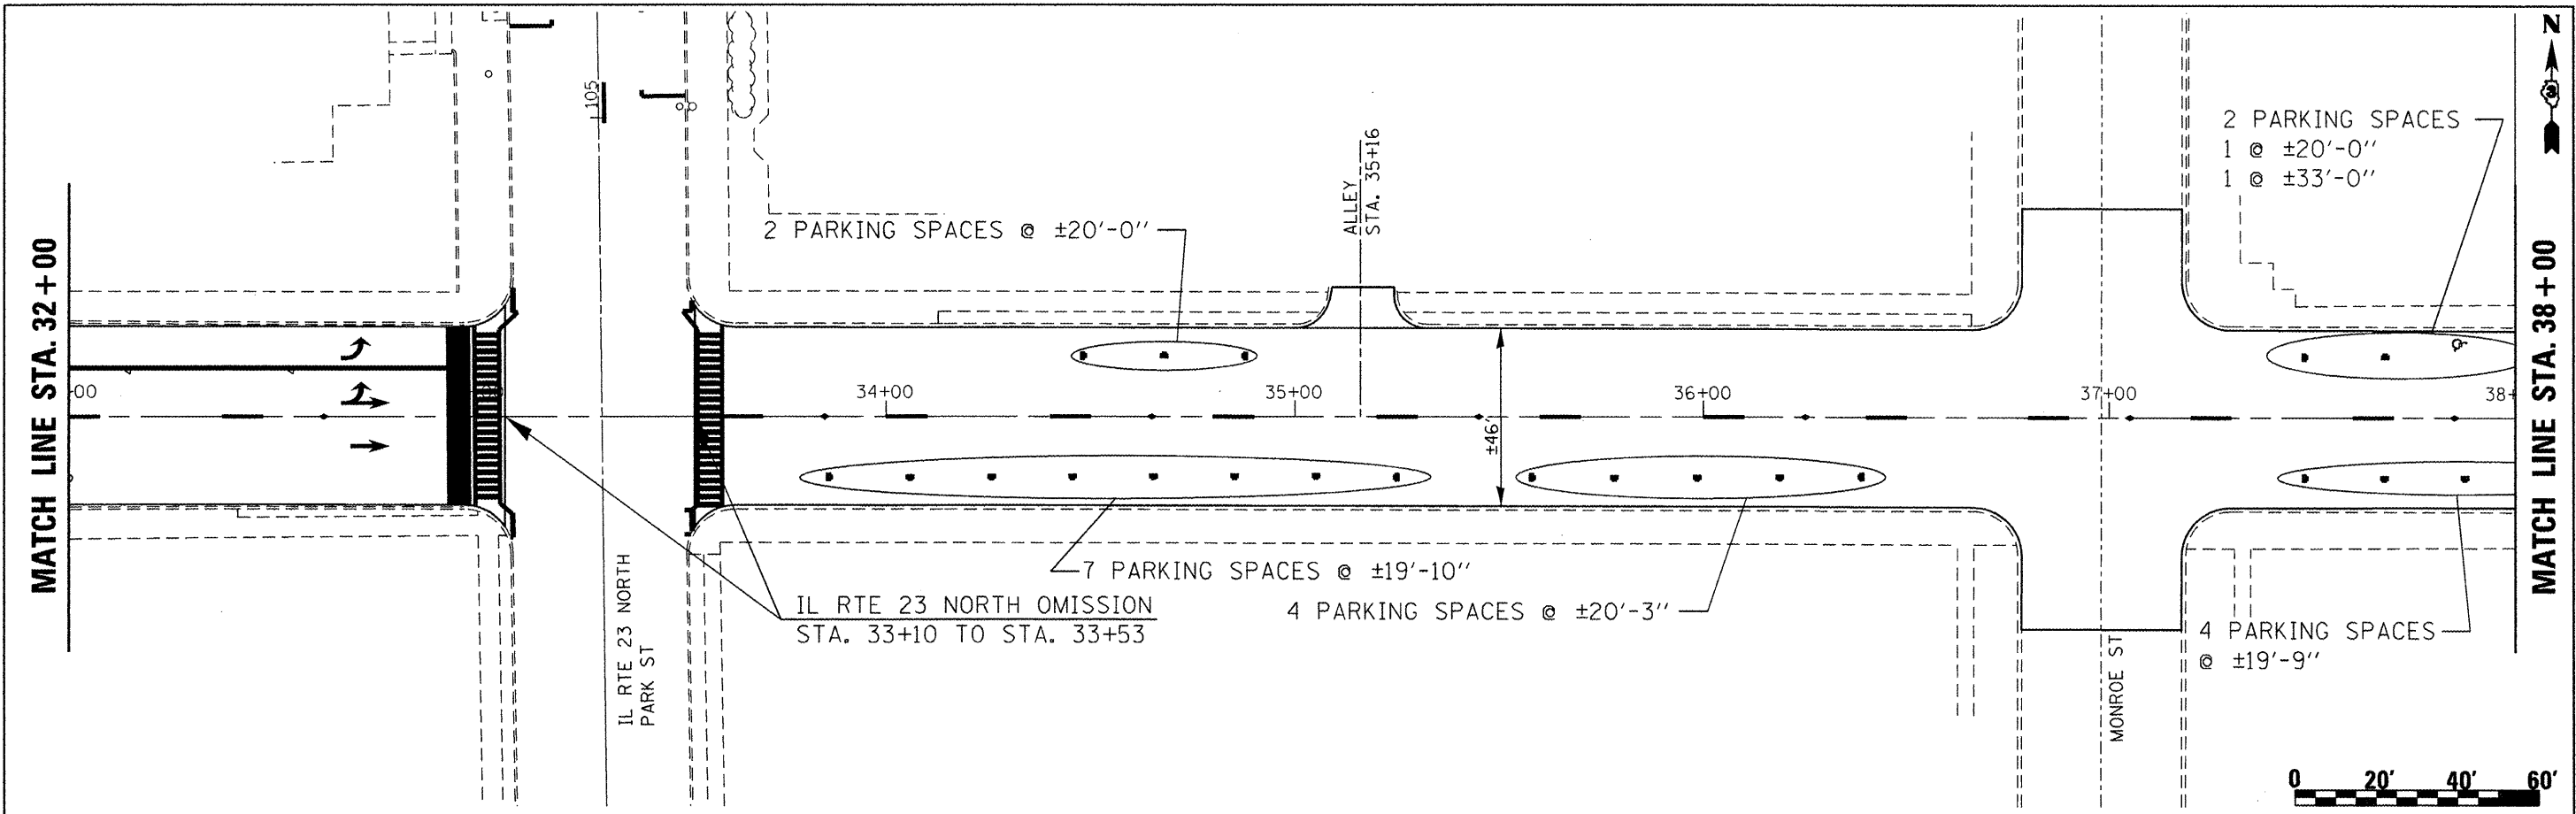 MATCH LINE STA. 32+00
+00
105
2 PARKING SPACES @ ±20'-0"
34+00
ALLEY
STA. 35+16
35+00
±46'
36+00
37+00
2 PARKING SPACES
1 @ ±20'-0"
1 @ ±33'-0"
38+
N
MATCH LINE STA. 38+00
7 PARKING SPACES @ ±19'-10"
IL RTE 23 NORTH OMISSION
STA. 33+10 TO STA. 33+53
4 PARKING SPACES @ ±20'-3"
4 PARKING SPACES
@ ±19'-9"
IL RTE 23 NORTH
PARK ST
MONROE ST
0 20' 40' 60'